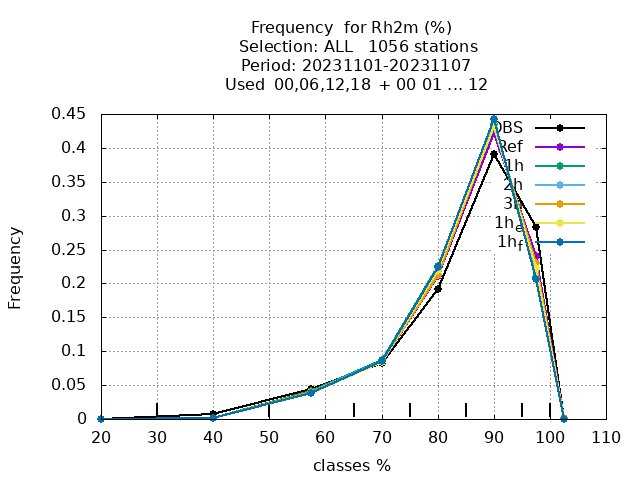 Frequency for Rh2m (%)
Selection: ALL 1056 stations
Period: 20231101-20231107
Used 00,06,12,18 + 00 01 ... 12
0.45
0.4
0.35
0.3
0.25
0.2
0.15
0.1
0.05
0
Frequency
OBS
Ref
1h
2h
3h
1he
1hf
20 30 40 50 60 70 80 90 100 110
classes %